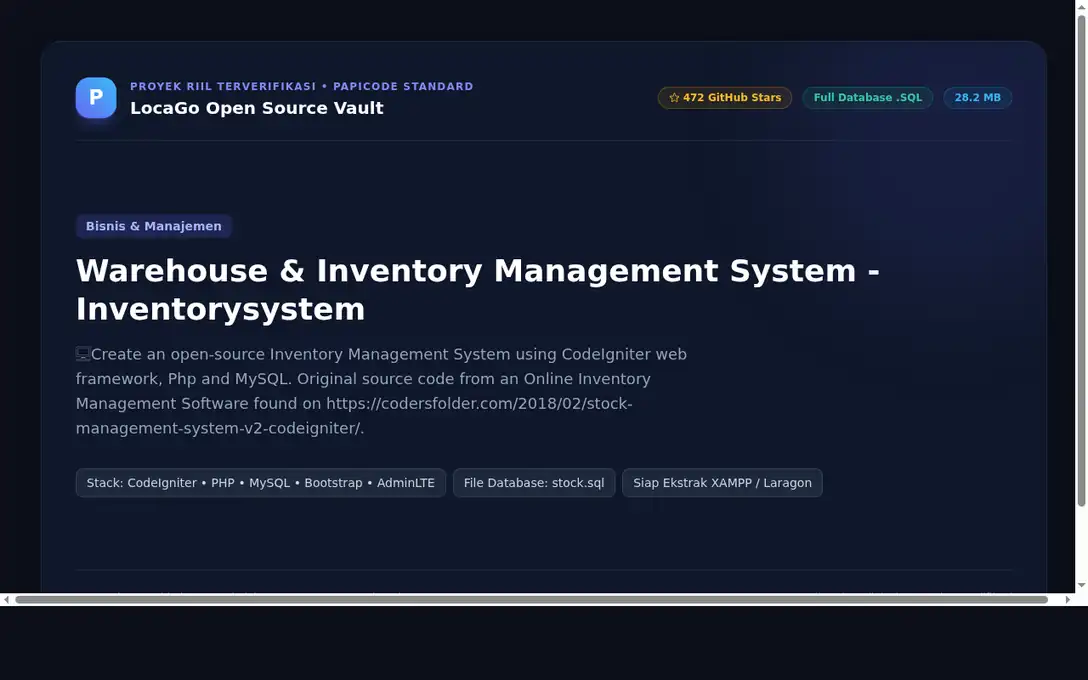 P
PROYEK RIIL TERVERIFIKASI • PAPICODE STANDARD
LocaGo Open Source Vault
472 GitHub Stars
Full Database .SQL
28.2 MB
Bisnis & Manajemen
Warehouse & Inventory Management System -
Inventorysystem
Create an open-source Inventory Management System using CodeIgniter web
framework, Php and MySQL. Original source code from an Online Inventory
Management Software found on https://codersfolder.com/2018/02/stock-
management-system-v2-codeigniter/.
Stack: CodeIgniter • PHP • MySQL • Bootstrap • AdminLTE
File Database: stock.sql
Siap Ekstrak XAMPP / Laragon